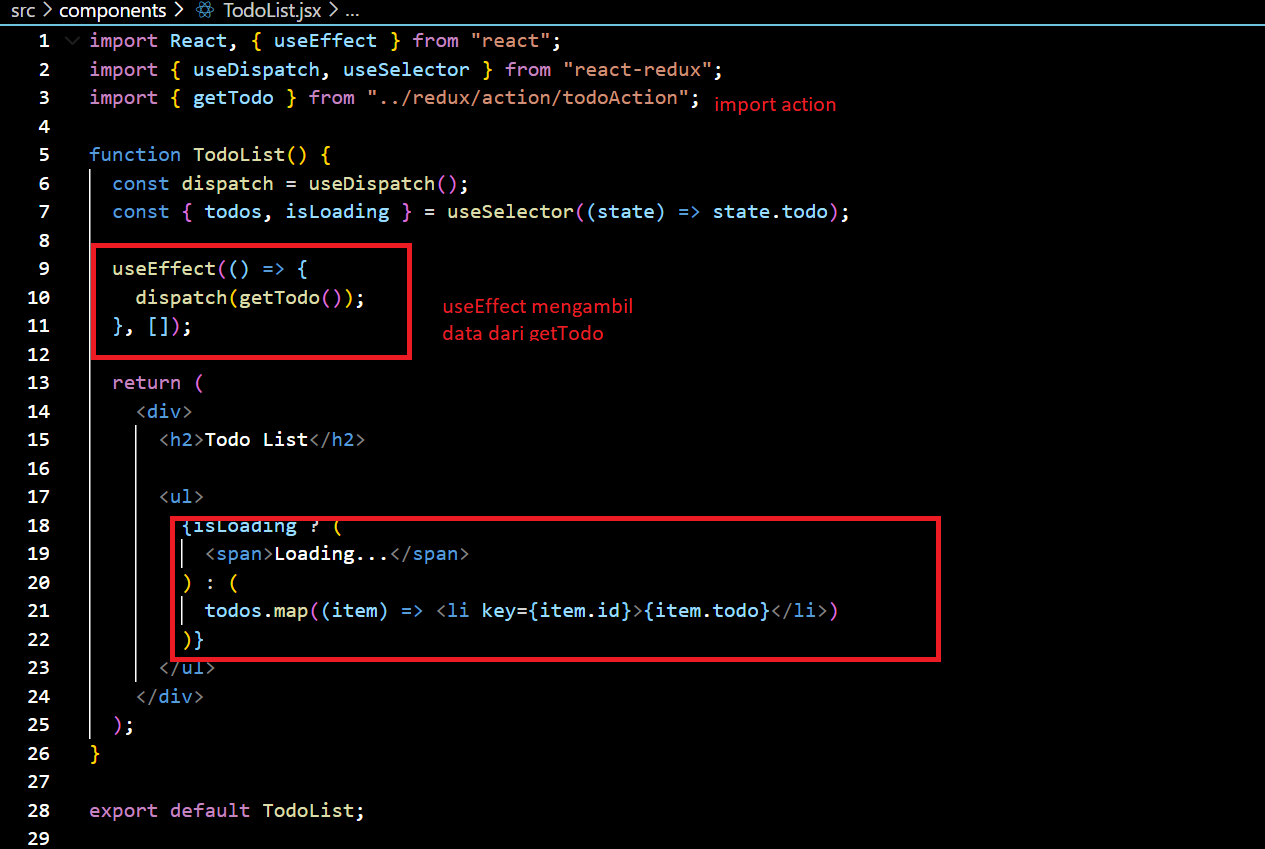 src > components > TodoList.jsx > ...
1 import React, { useEffect } from "react";
2 import { useDispatch, useSelector } from "react-redux";
3 import { getTodo } from "../redux/action/todoAction"; import action
4
5 function TodoList() {
6 const dispatch = useDispatch();
7 const { todos, isLoading } = useSelector((state) => state.todo);
8
9 useEffect(() => {
10 dispatch(getTodo());
11 }, []);
useEffect mengambil
data dari getTodo
12
13 return (
14 <div>
15 <h2>Todo List</h2>
16
17 <ul>
18 {isLoading ? (
19 <span>Loading...</span>
20 ) : (
21 todos.map((item) => <li key={item.id}>{item.todo}</li>)
22 )}
23 </ul>
24 </div>
25 );
26 }
27
28 export default TodoList;
29